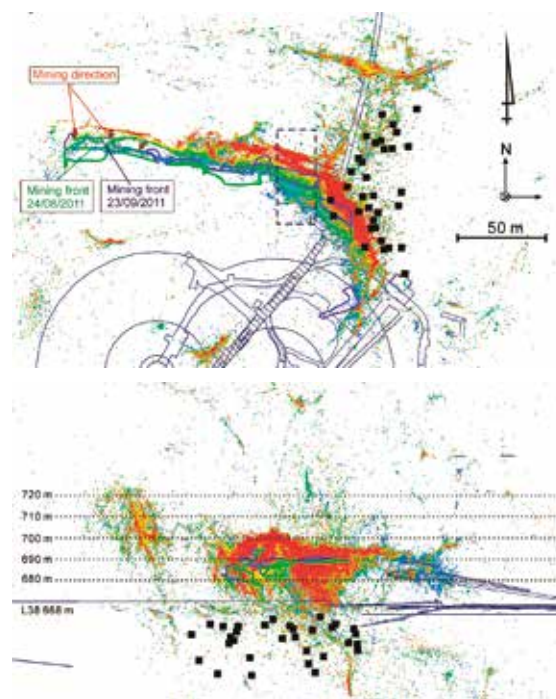 Mining direction
Mining front
24/08/2011
Mining front
23/09/2011
N
50 m
720 m
710 m
700 m
690 m
680 m
L38 668 m